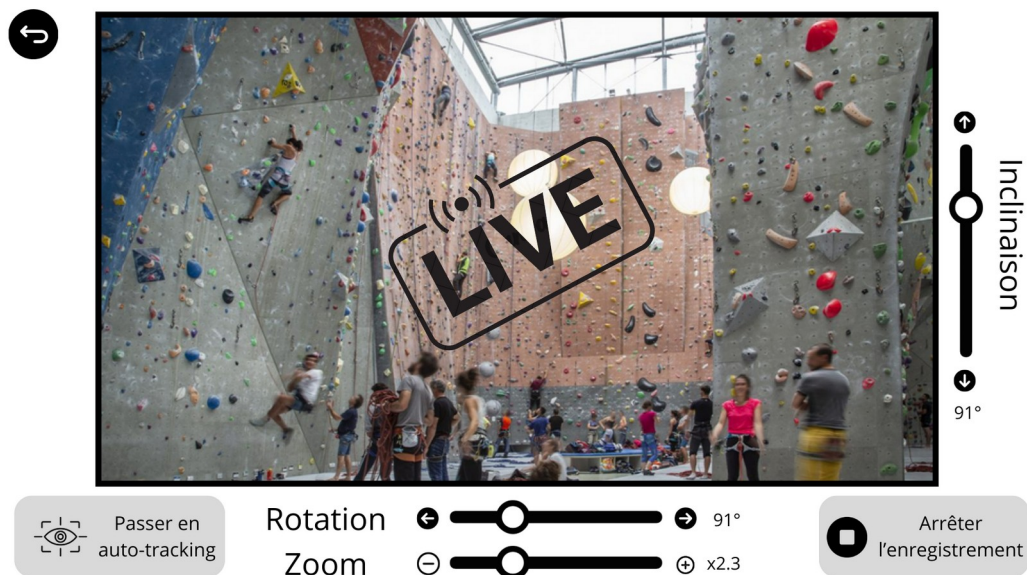 LIVE
Inclinaison
91°
Passer en
auto-tracking
Rotation
91°
Zoom
x2.3
Arrêter
l'enregistrement